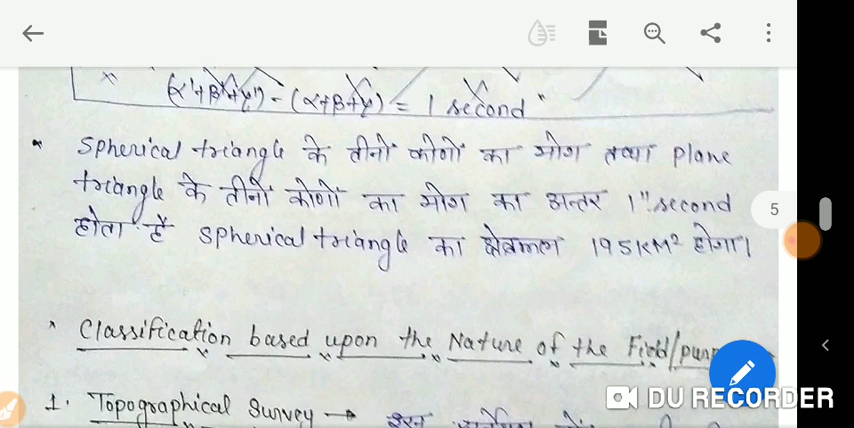 (α'+β'+γ') - (α+β+γ) = 1 second"
Spherical triangle के तीनों कोणों का योग तथा plane
triangle के तीनों कोणों का योग का अन्तर 1" second
होता है spherical triangle का क्षेत्रफल 195 KM² होगा।
5
Classification based upon the Nature of the Field/purp
1. Topographical Survey →
DU RECORDER